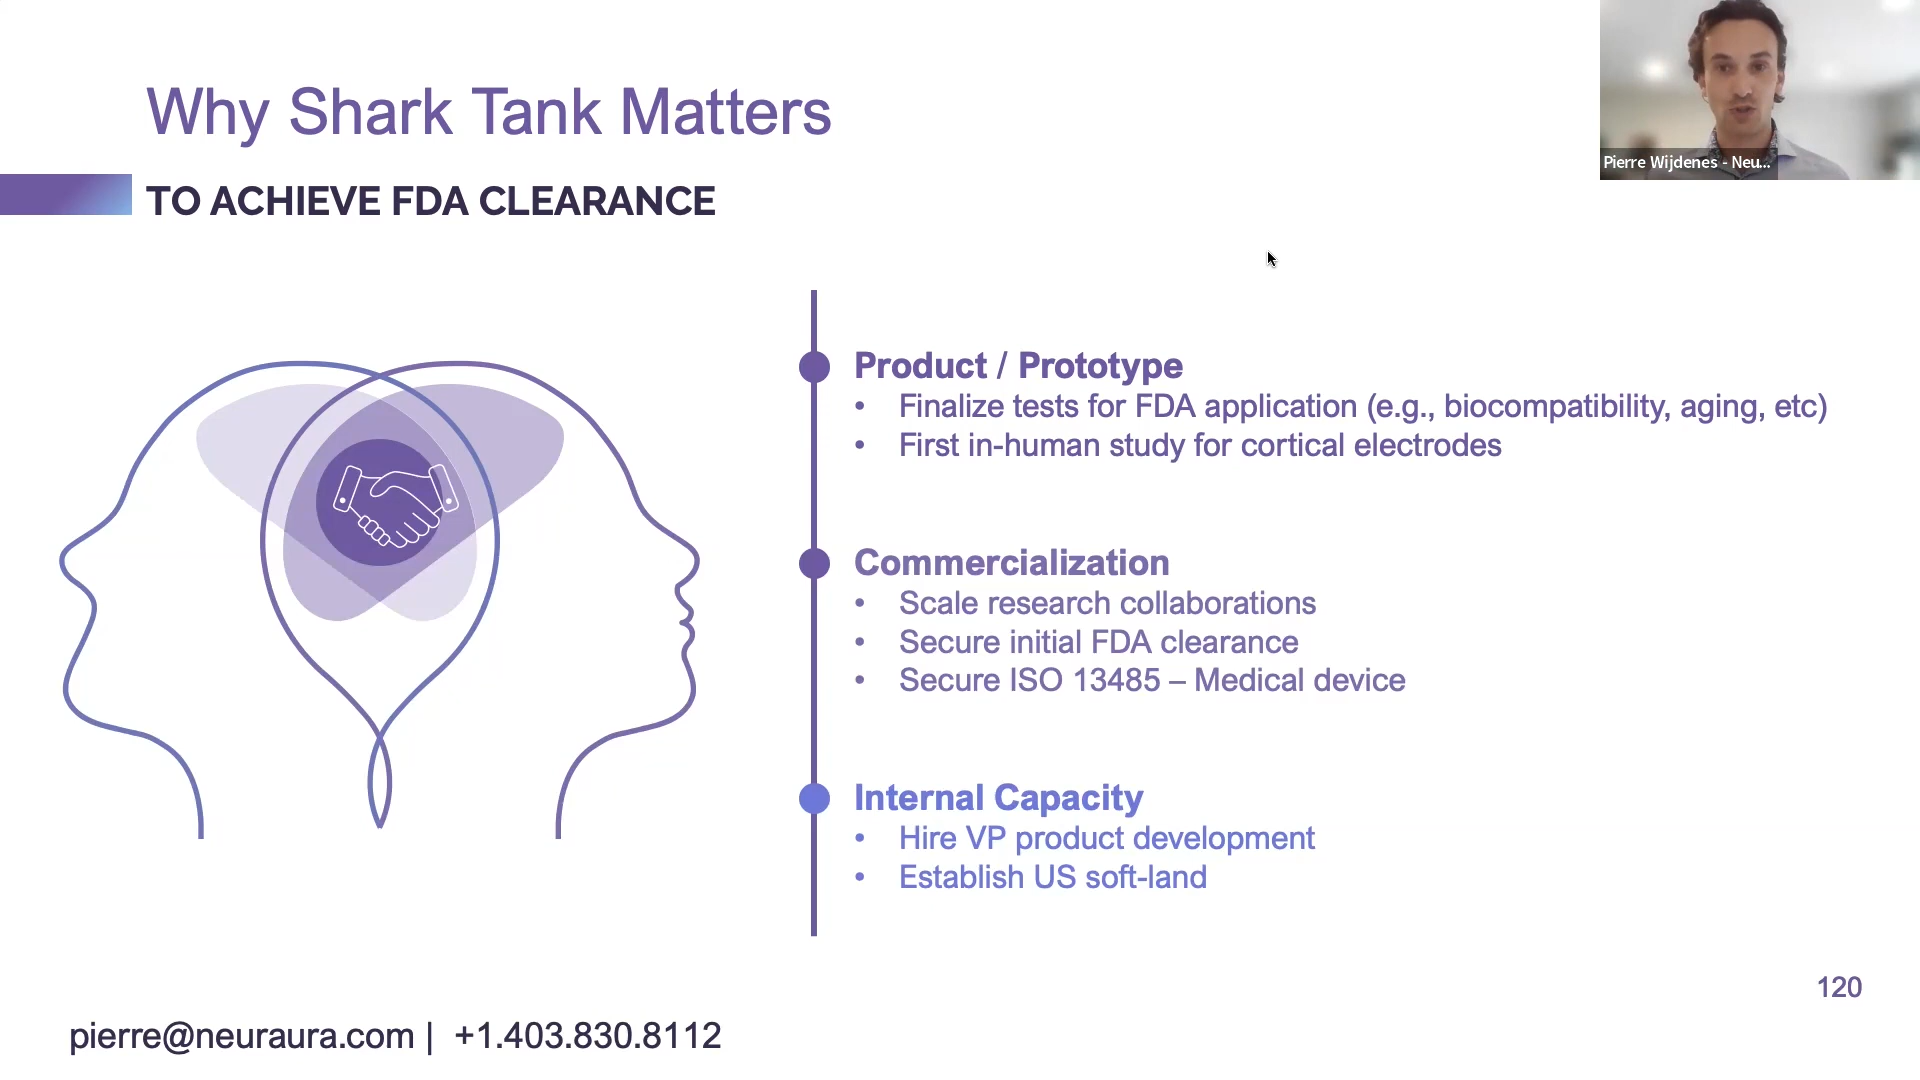 Why Shark Tank Matters
TO ACHIEVE FDA CLEARANCE
Pierre Wijdenes - Neu...
Product / Prototype
• Finalize tests for FDA application (e.g., biocompatibility, aging, etc)
• First in-human study for cortical electrodes
Commercialization
• Scale research collaborations
• Secure initial FDA clearance
• Secure ISO 13485 – Medical device
Internal Capacity
• Hire VP product development
• Establish US soft-land
120
pierre@neuraura.com | +1.403.830.8112